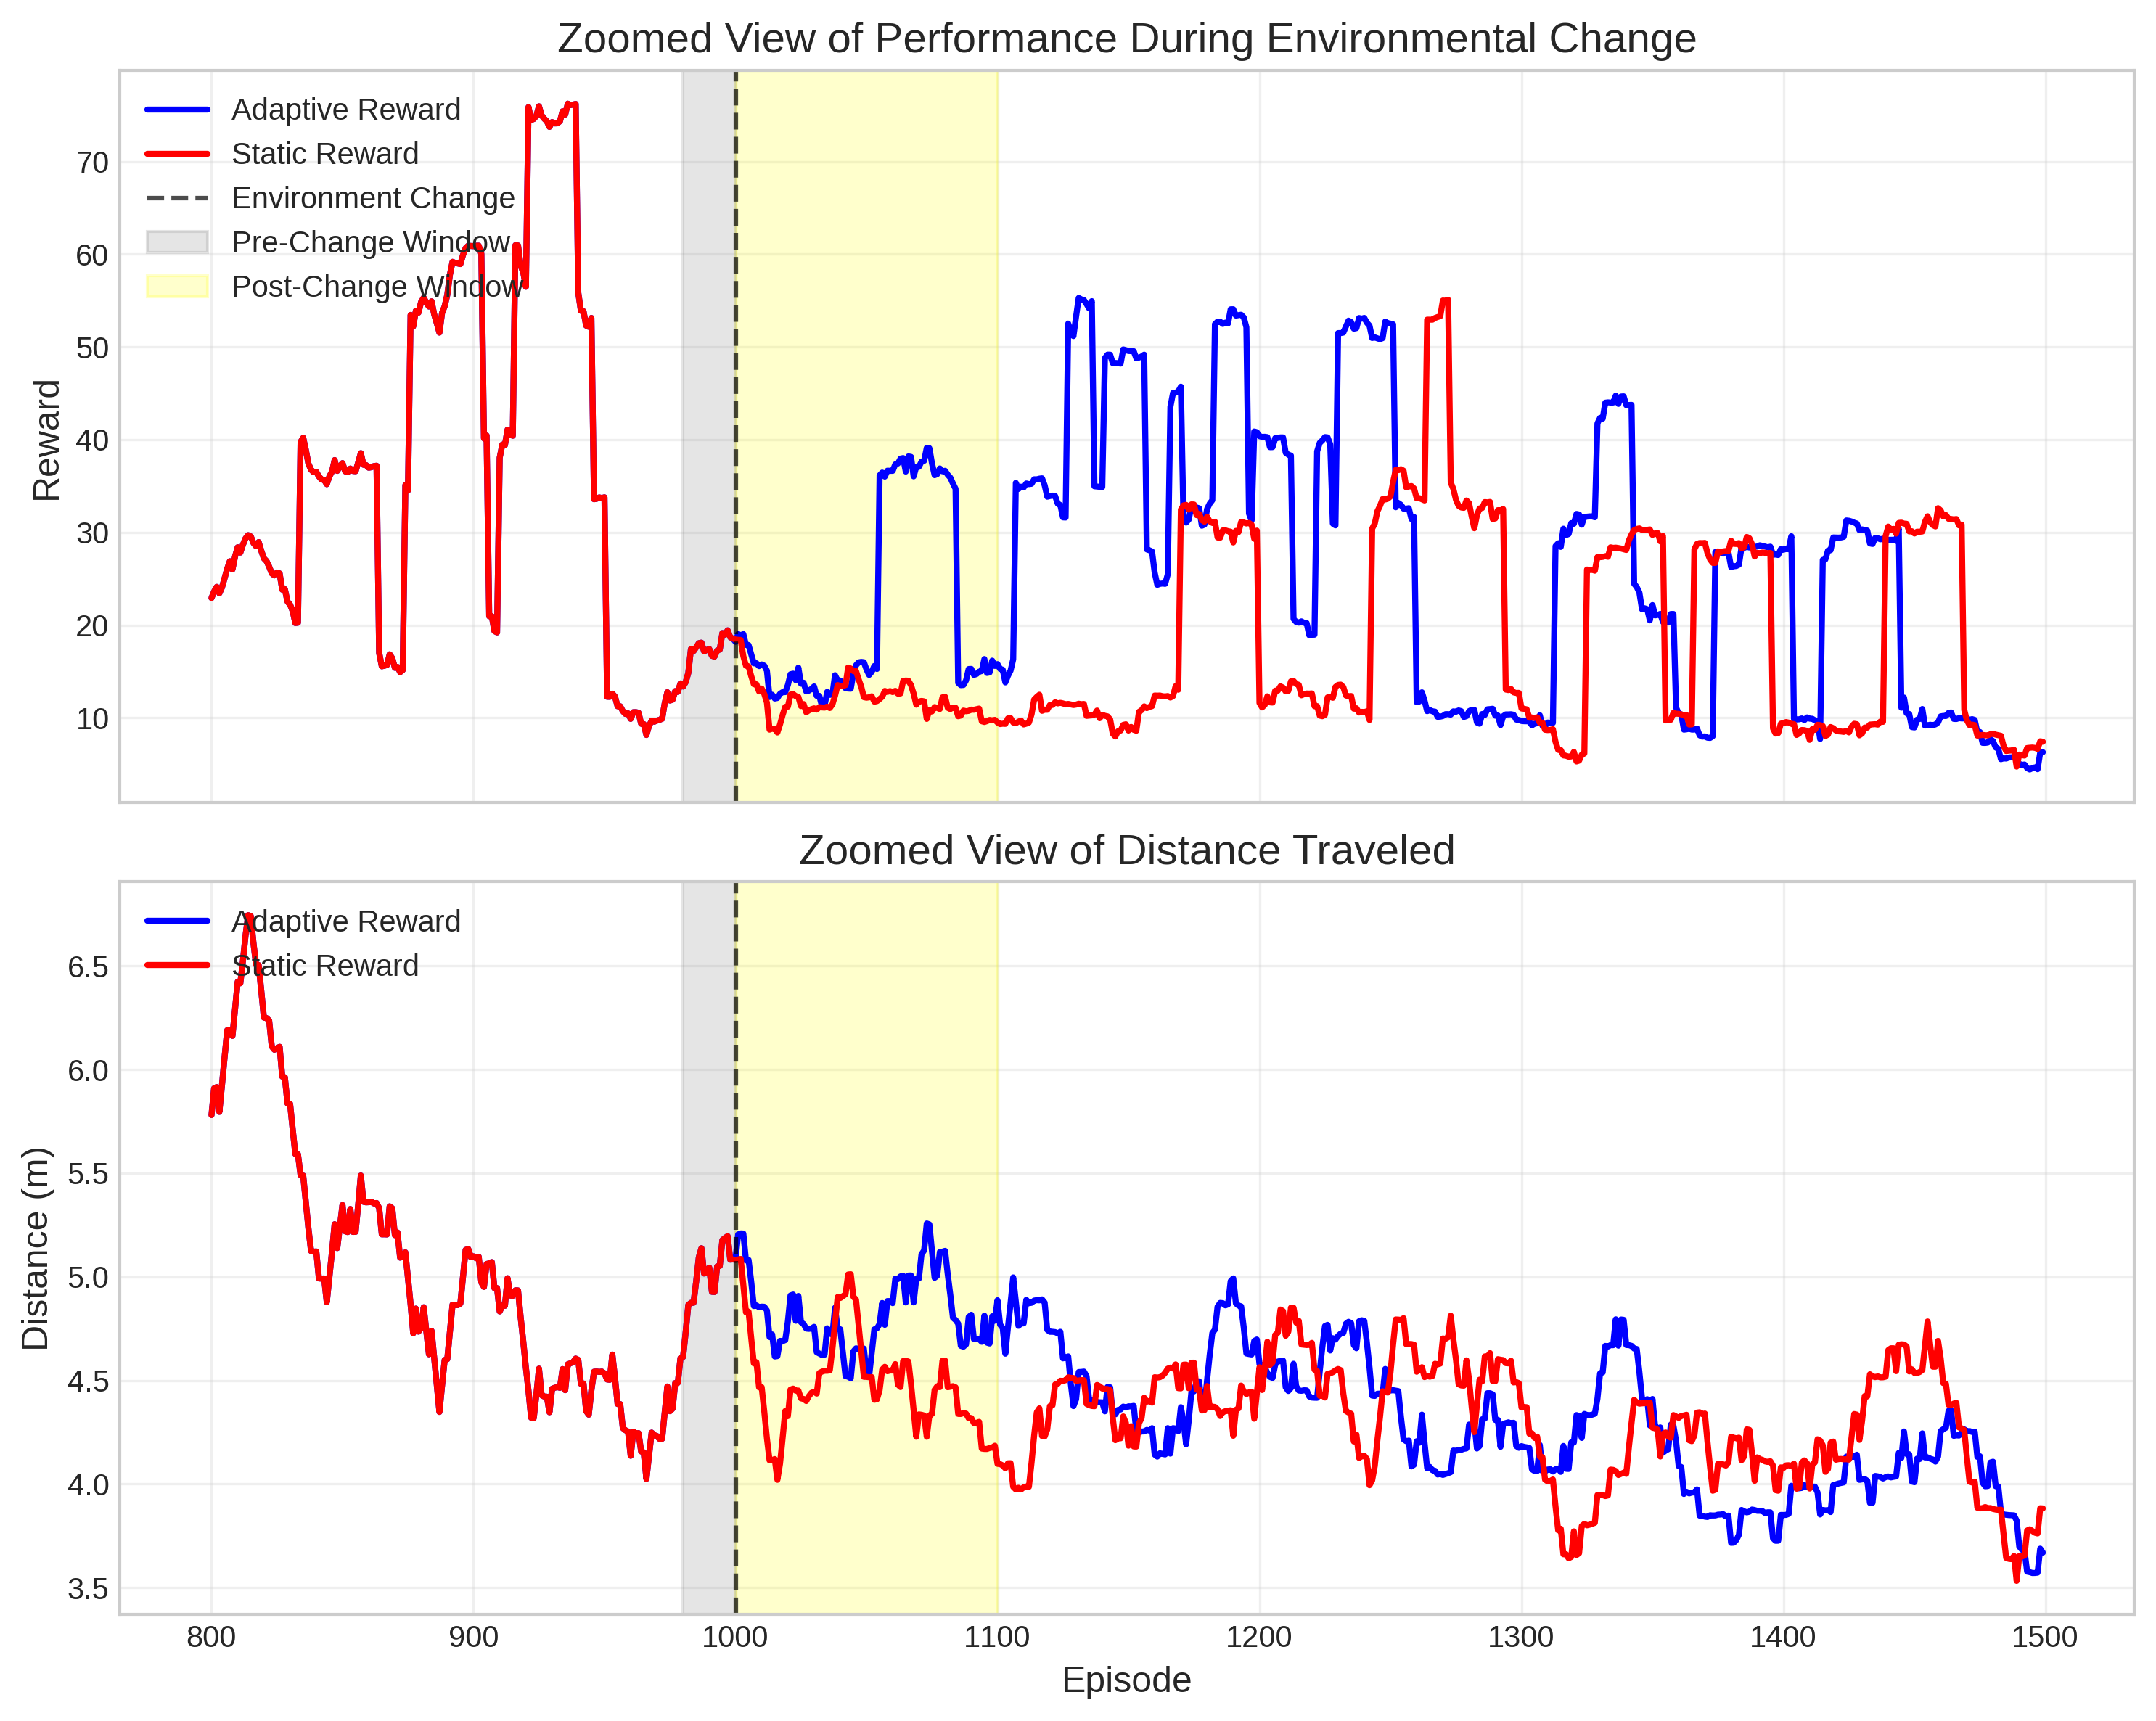 Zoomed View of Performance During Environmental Change
Adaptive Reward
Static Reward
Environment Change
Pre-Change Window
Post-Change Window
70
60
50
40
30
20
10
Reward
Zoomed View of Distance Traveled
Adaptive Reward
Static Reward
6.5
6.0
5.5
5.0
4.5
4.0
3.5
Distance (m)
800 900 1000 1100 1200 1300 1400 1500
Episode